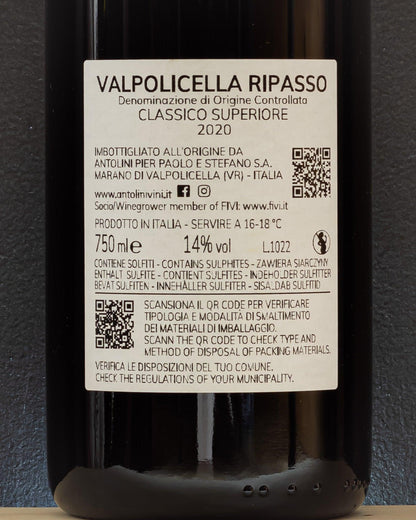 VALPOLICELLA RIPASSO
Denominazione di Origine Controllata
CLASSICO SUPERIORE
2020
IMBOTTIGLIATO ALL'ORIGINE DA
ANTOLINI PIER PAOLO E STEFANO S.A.
MARANO DI VALPOLICELLA (VR) - ITALIA
www.antolinivini.it
Socio/Winegrower member of FIVI: www.fivi.it
PRODOTTO IN ITALIA - SERVIRE A 16-18 °C
750 ml e 14% vol L.1022
CONTIENE SOLFITI - CONTAINS SULPHITES - ZAWIERA SIARCZYNY
ENTHALT SULFITE - CONTIENT SULFITES - INDEHOLDER SULFITTER
BEVAT SULFITEN - INNEHÅLLER SULFITER - SISALDAB SULFITID
SCANSIONA IL QR CODE PER VERIFICARE
TIPOLOGIA E MODALITÀ DI SMALTIMENTO
DEI MATERIALI DI IMBALLAGGIO.
SCANN THE QR CODE TO CHECK TYPE AND
METHOD OF DISPOSAL OF PACKING MATERIALS.
VERIFICA LE DISPOSIZIONI DEL TUO COMUNE.
CHECK THE REGULATIONS OF YOUR MUNICIPALITY.